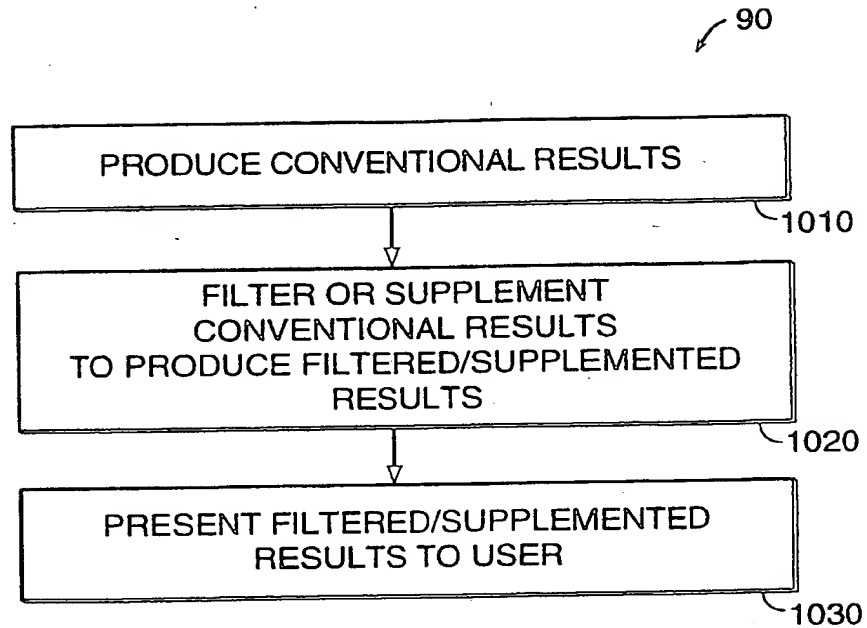 90
PRODUCE CONVENTIONAL RESULTS
1010
FILTER OR SUPPLEMENT
CONVENTIONAL RESULTS
TO PRODUCE FILTERED/SUPPLEMENTED
RESULTS
1020
PRESENT FILTERED/SUPPLEMENTED
RESULTS TO USER
1030